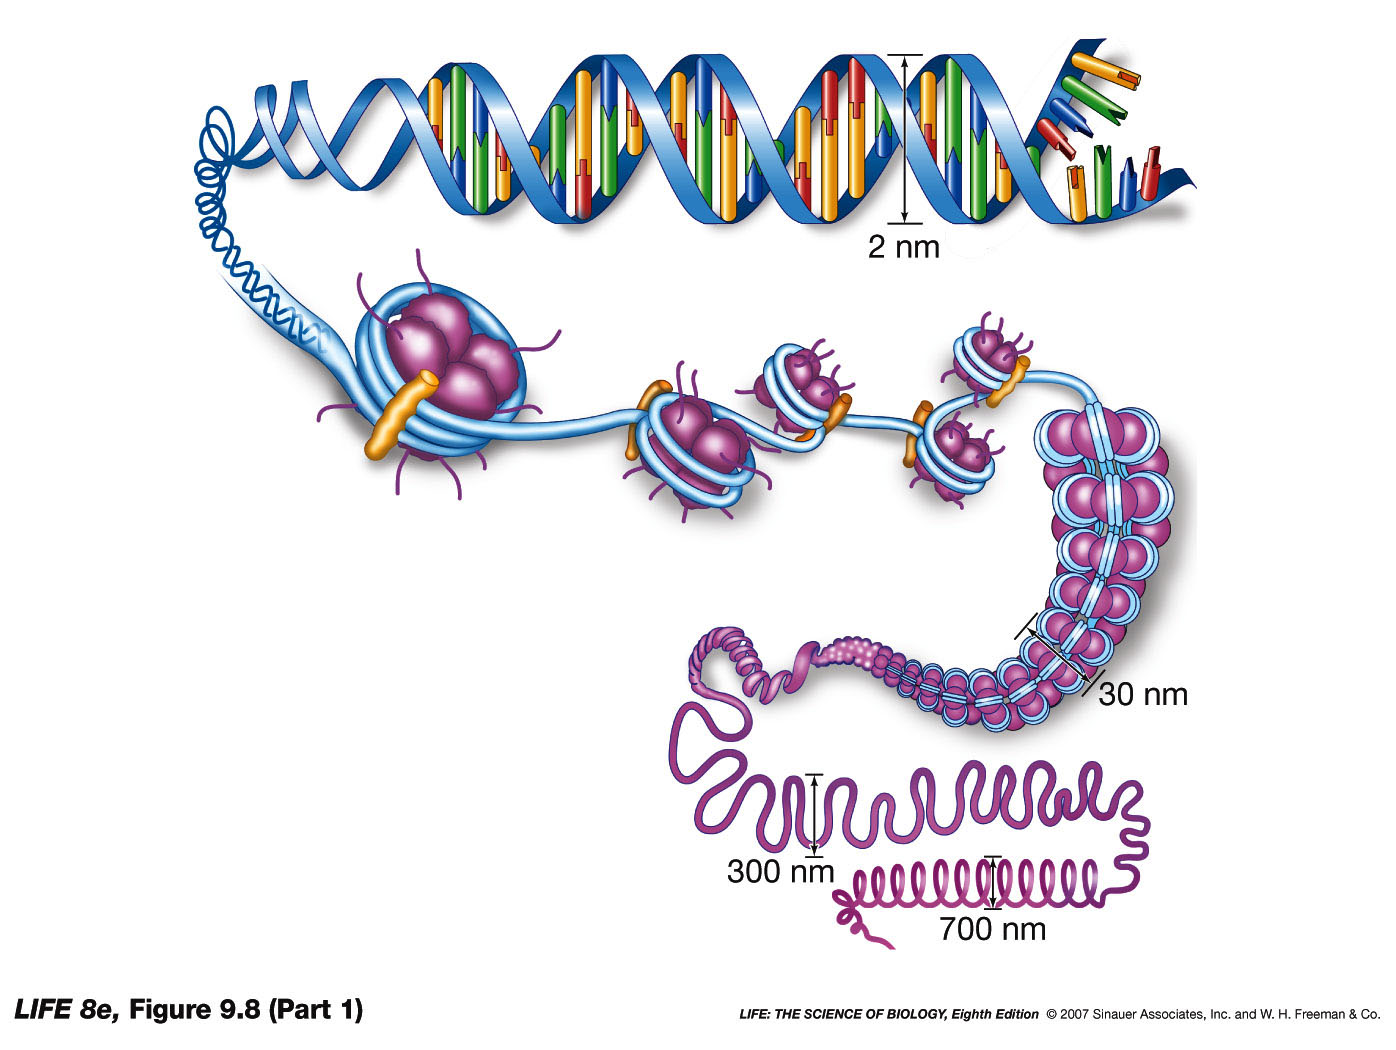 2 nm
30 nm
300 nm
700 nm
LIFE 8e, Figure 9.8 (Part 1)
LIFE: THE SCIENCE OF BIOLOGY, Eighth Edition © 2007 Sinauer Associates, Inc. and W. H. Freeman & Co.